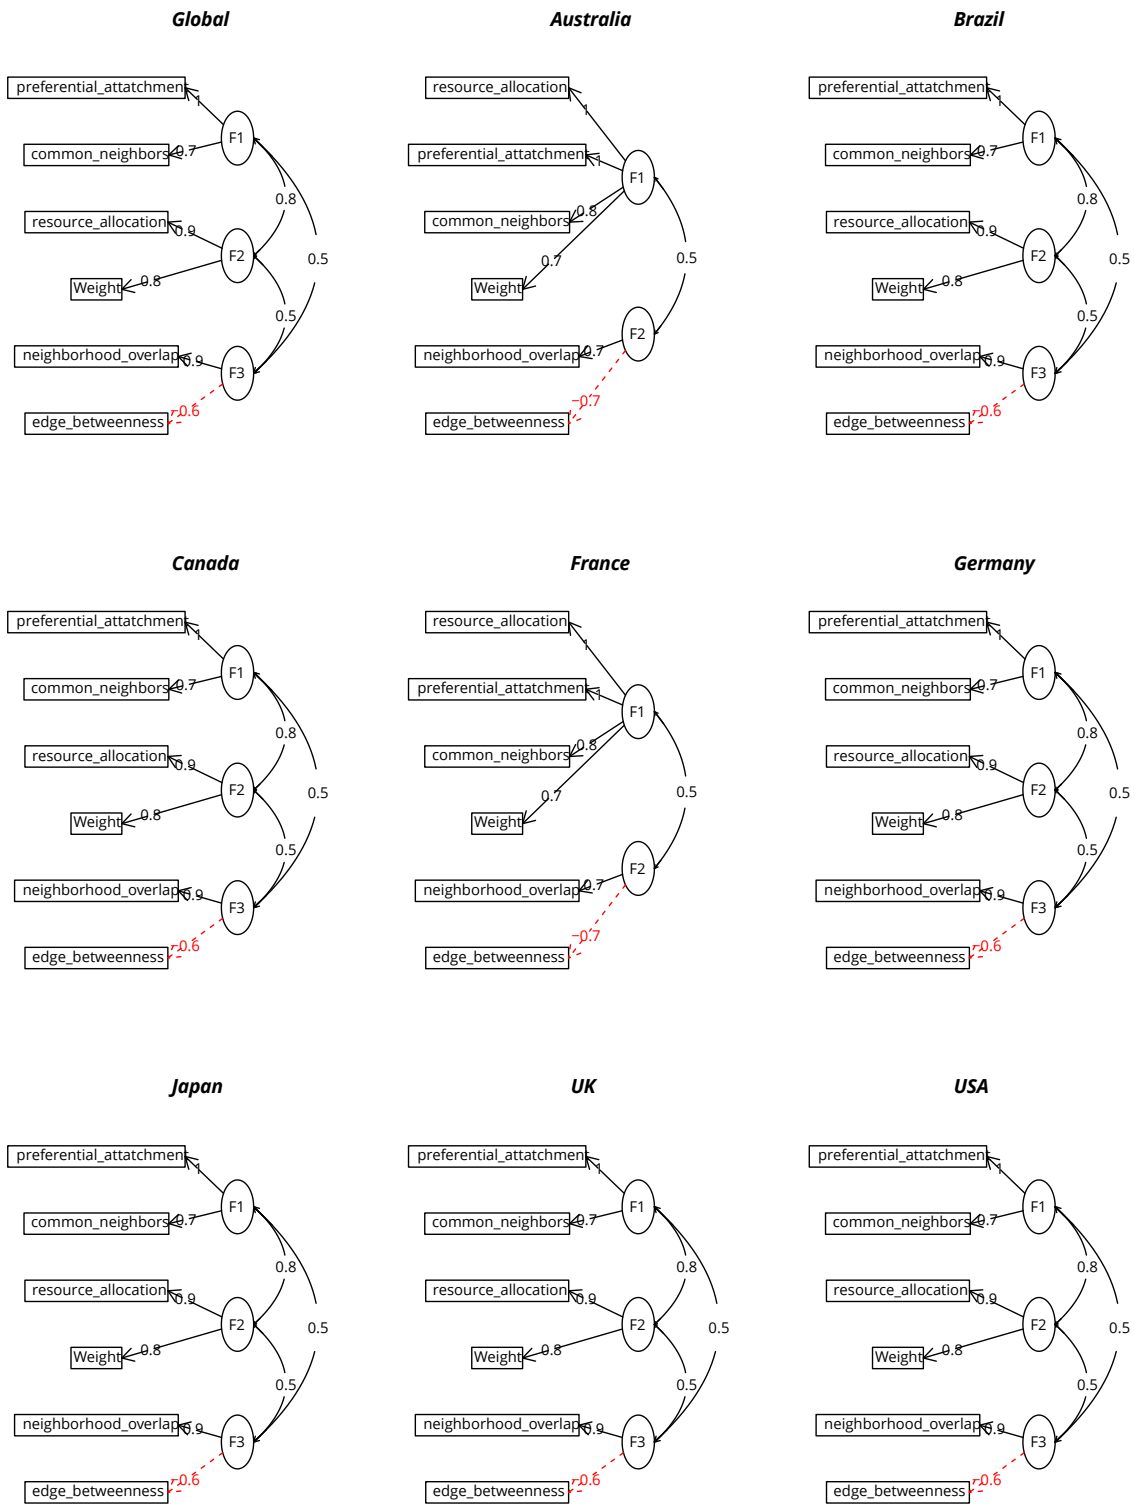 Global
Australia
Brazil
preferential_attatchment
1
F1
common_neighbors
0.7
0.8
resource_allocation
0.9
F2
0.5
Weight
0.8
0.5
neighborhood_overlap
0.9
F3
edge_betweenness
−0.6
resource_allocation
1
preferential_attatchment
1
F1
common_neighbors
0.8
Weight
0.7
0.5
F2
neighborhood_overlap
0.7
edge_betweenness
−0.7
preferential_attatchment
1
F1
common_neighbors
0.7
0.8
resource_allocation
0.9
F2
0.5
Weight
0.8
0.5
neighborhood_overlap
0.9
F3
edge_betweenness
−0.6
Canada
France
Germany
preferential_attatchment
1
F1
common_neighbors
0.7
0.8
resource_allocation
0.9
F2
0.5
Weight
0.8
0.5
neighborhood_overlap
0.9
F3
edge_betweenness
−0.6
resource_allocation
1
preferential_attatchment
1
F1
common_neighbors
0.8
Weight
0.7
0.5
F2
neighborhood_overlap
0.7
edge_betweenness
−0.7
preferential_attatchment
1
F1
common_neighbors
0.7
0.8
resource_allocation
0.9
F2
0.5
Weight
0.8
0.5
neighborhood_overlap
0.9
F3
edge_betweenness
−0.6
Japan
UK
USA
preferential_attatchment
1
F1
common_neighbors
0.7
0.8
resource_allocation
0.9
F2
0.5
Weight
0.8
0.5
neighborhood_overlap
0.9
F3
edge_betweenness
−0.6
preferential_attatchment
1
F1
common_neighbors
0.7
0.8
resource_allocation
0.9
F2
0.5
Weight
0.8
0.5
neighborhood_overlap
0.9
F3
edge_betweenness
−0.6
preferential_attatchment
1
F1
common_neighbors
0.7
0.8
resource_allocation
0.9
F2
0.5
Weight
0.8
0.5
neighborhood_overlap
0.9
F3
edge_betweenness
−0.6